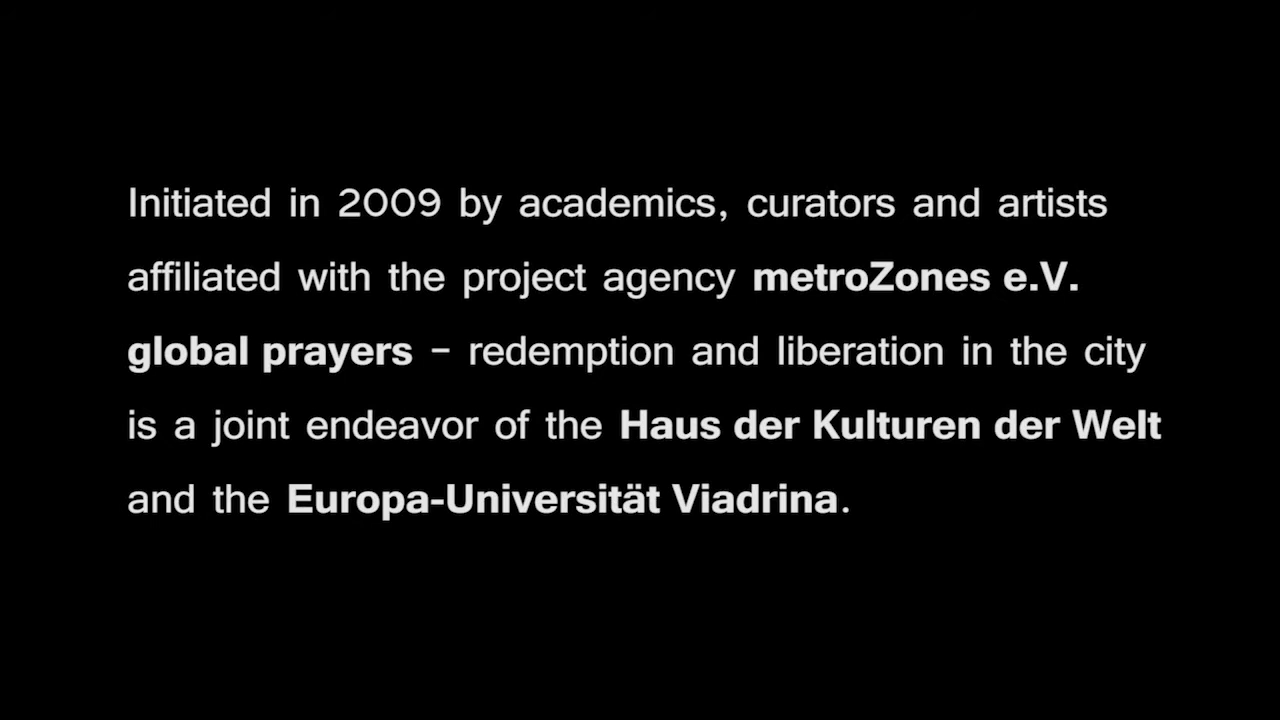 Initiated in 2009 by academics, curators and artists
affiliated with the project agency metroZones e.V.
global prayers – redemption and liberation in the city
is a joint endeavor of the Haus der Kulturen der Welt
and the Europa-Universität Viadrina.